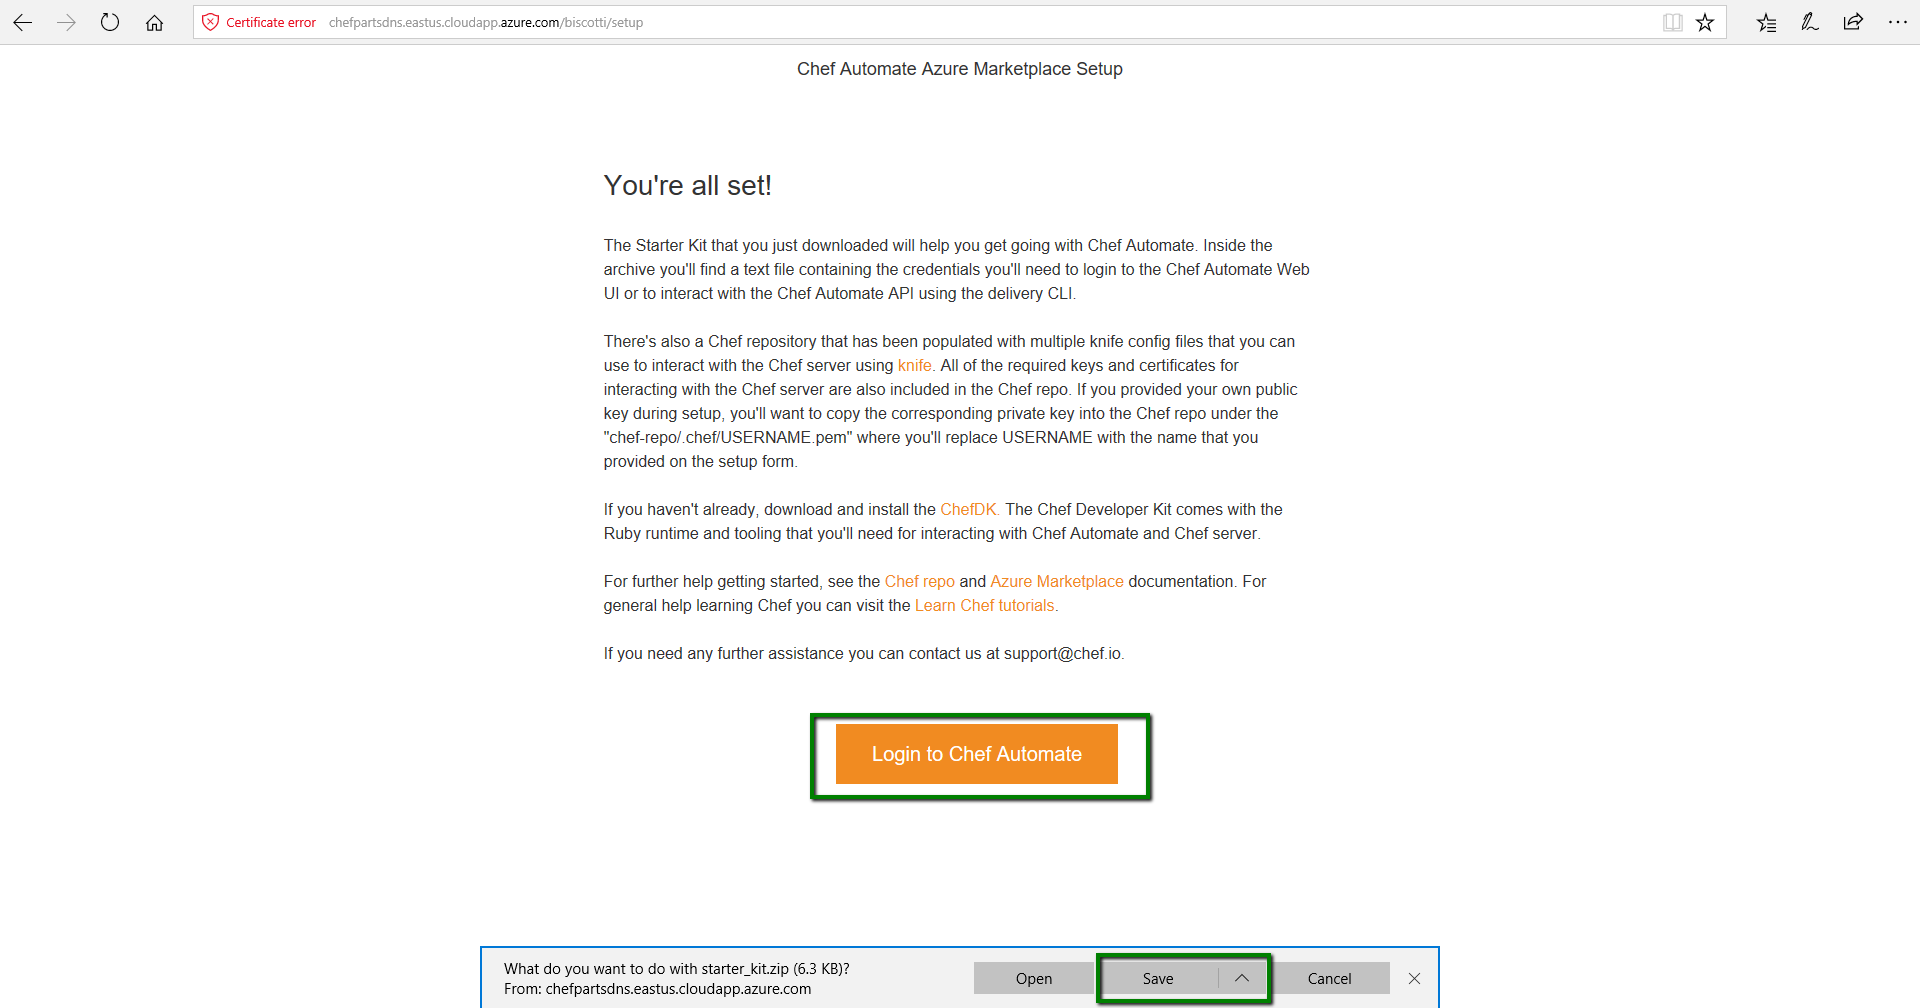 Certificate error chefpartsdns.eastus.cloudapp.azure.com/biscotti/setup
Chef Automate Azure Marketplace Setup
You're all set!
The Starter Kit that you just downloaded will help you get going with Chef Automate. Inside the
archive you'll find a text file containing the credentials you'll need to login to the Chef Automate Web
UI or to interact with the Chef Automate API using the delivery CLI.
There's also a Chef repository that has been populated with multiple knife config files that you can
use to interact with the Chef server using knife. All of the required keys and certificates for
interacting with the Chef server are also included in the Chef repo. If you provided your own public
key during setup, you'll want to copy the corresponding private key into the Chef repo under the
"chef-repo/.chef/USERNAME.pem" where you'll replace USERNAME with the name that you
provided on the setup form.
If you haven't already, download and install the ChefDK. The Chef Developer Kit comes with the
Ruby runtime and tooling that you'll need for interacting with Chef Automate and Chef server.
For further help getting started, see the Chef repo and Azure Marketplace documentation. For
general help learning Chef you can visit the Learn Chef tutorials.
If you need any further assistance you can contact us at support@chef.io.
Login to Chef Automate
What do you want to do with starter_kit.zip (6.3 KB)?
From: chefpartsdns.eastus.cloudapp.azure.com
Open
Save
Cancel